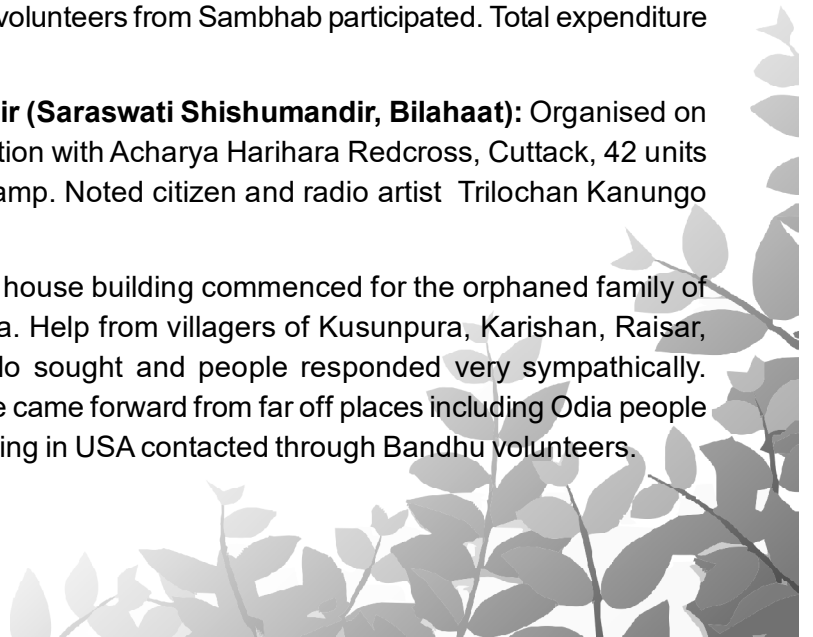 volunteers from Sambhab participated. Total expenditure
ir (Saraswati Shishumandir, Bilahaat): Organised on
tion with Acharya Harihara Redcross, Cuttack, 42 units
amp. Noted citizen and radio artist Trilochan Kanungo
house building commenced for the orphaned family of
a. Help from villagers of Kusunpura, Karishan, Raisar,
lo sought and people responded very sympathically.
e came forward from far off places including Odia people
ing in USA contacted through Bandhu volunteers.